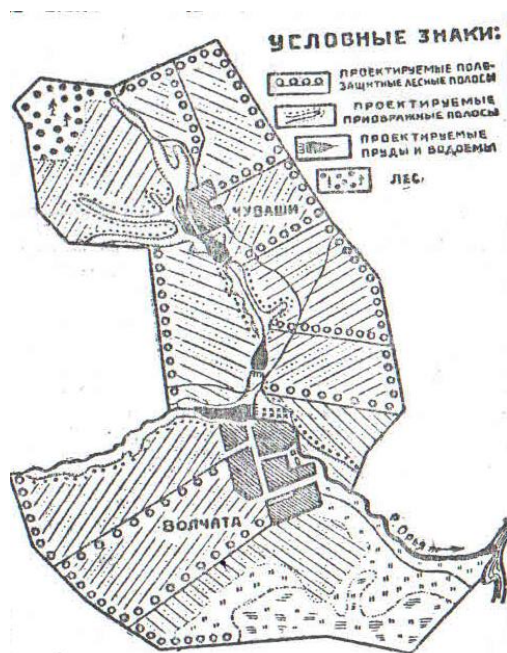 УСЛОВНЫЕ ЗНАКИ:
ПРОЕКТИРУЕМЫЕ ПОЛЕ-
ЗАЩИТНЫЕ ЛЕСНЫЕ ПОЛОСЫ
ПРОЕКТИРУЕМЫЕ
ПРИОВРАЖНЫЕ ПОЛОСЫ
ПРОЕКТИРУЕМЫЕ
ПРУДЫ И ВОДОЕМЫ
ЛЕС.
ЧУВАШИ
ВОЛЧАТА